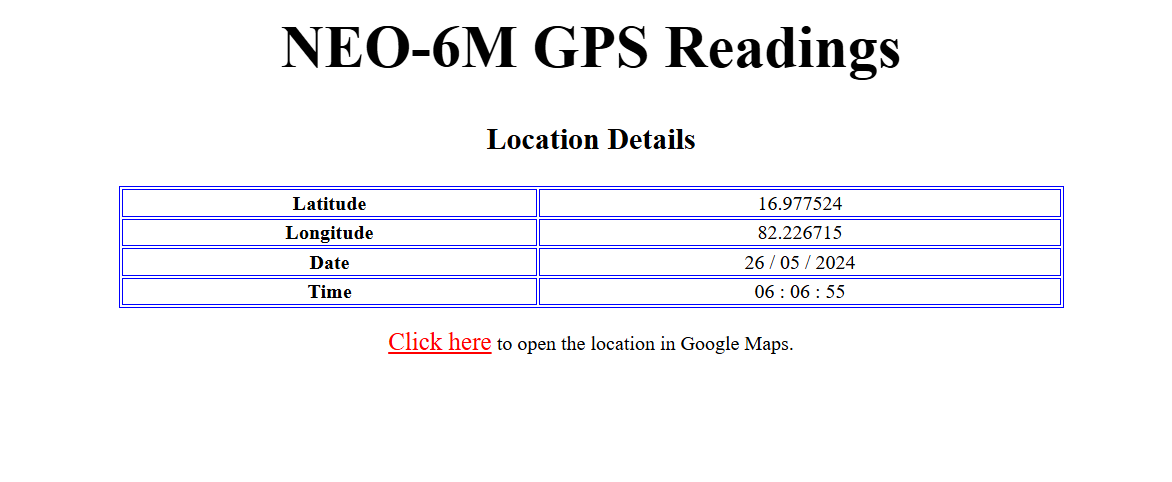 NEO-6M GPS Readings
Location Details
Latitude 16.977524
Longitude 82.226715
Date 26 / 05 / 2024
Time 06 : 06 : 55
Click here to open the location in Google Maps.